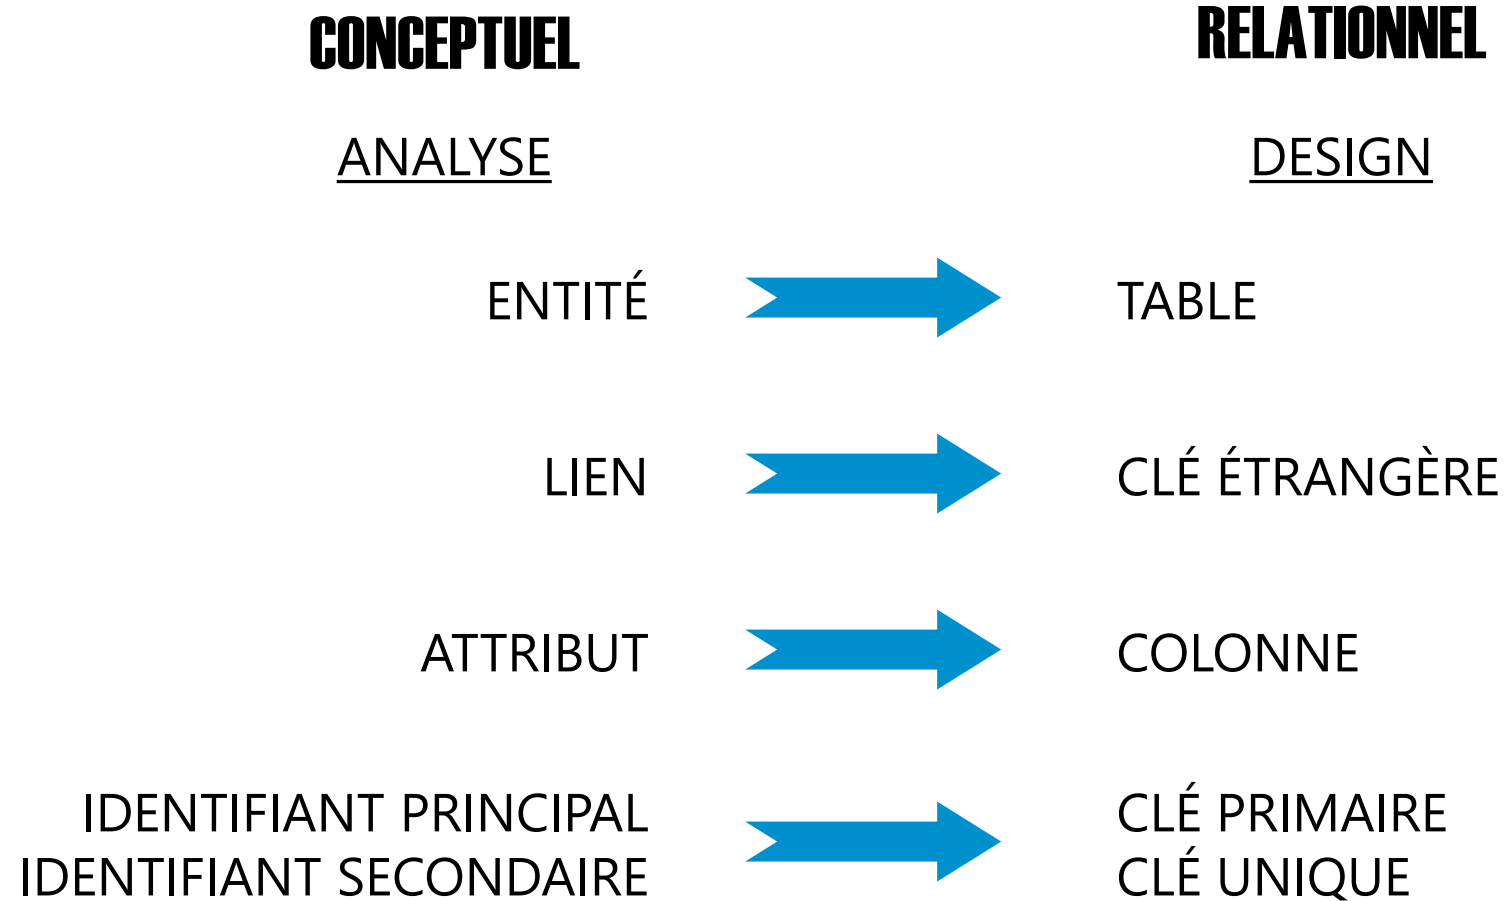 CONCEPTUEL
RELATIONNEL
ANALYSE
DESIGN
ENTITÉ
TABLE
LIEN
CLÉ ÉTRANGÈRE
ATTRIBUT
COLONNE
IDENTIFIANT PRINCIPAL
IDENTIFIANT SECONDAIRE
CLÉ PRIMAIRE
CLÉ UNIQUE